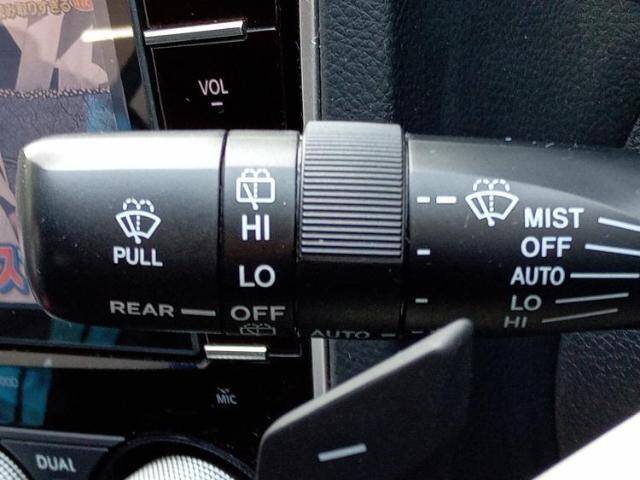 VOL
−
PULL
REAR
HI
LO
OFF
AUTO
MIST
OFF
AUTO
LO
HI
−
MIC
DUAL